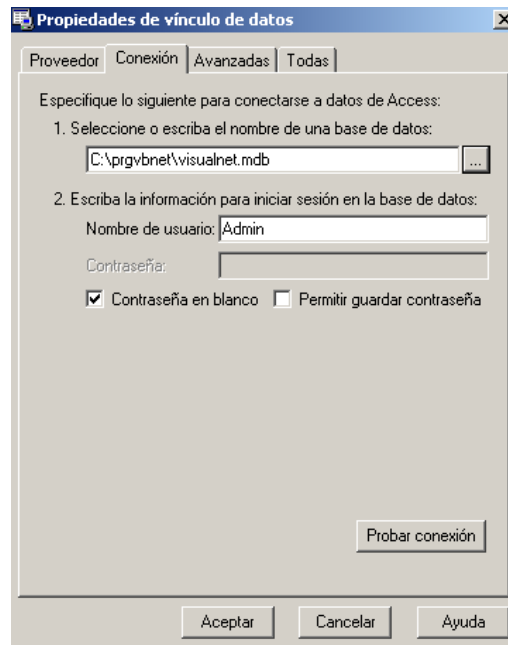 Propiedades de vínculo de datos
Proveedor Conexión Avanzadas Todas
Especifique lo siguiente para conectarse a datos de Access:
1. Seleccione o escriba el nombre de una base de datos:
C:\prgvbnet\visualnet.mdb ...
2. Escriba la información para iniciar sesión en la base de datos:
Nombre de usuario: Admin
Contraseña:
Contraseña en blanco Permitir guardar contraseña
Probar conexión
Aceptar Cancelar Ayuda